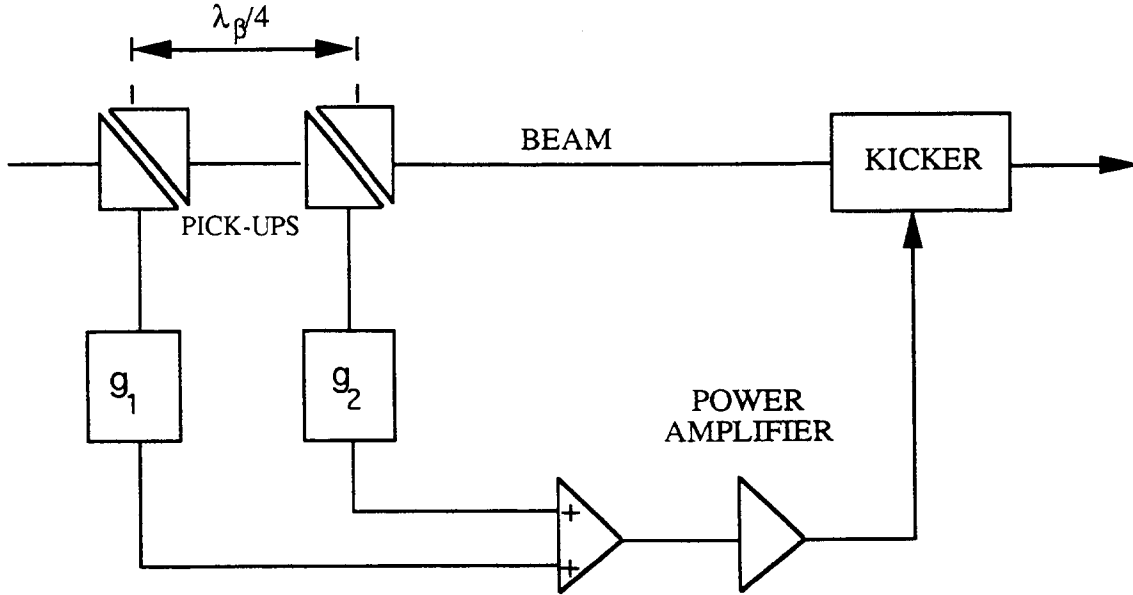 λβ/4
BEAM
KICKER
PICK-UPS
g1
g2
POWER
AMPLIFIER
+
+